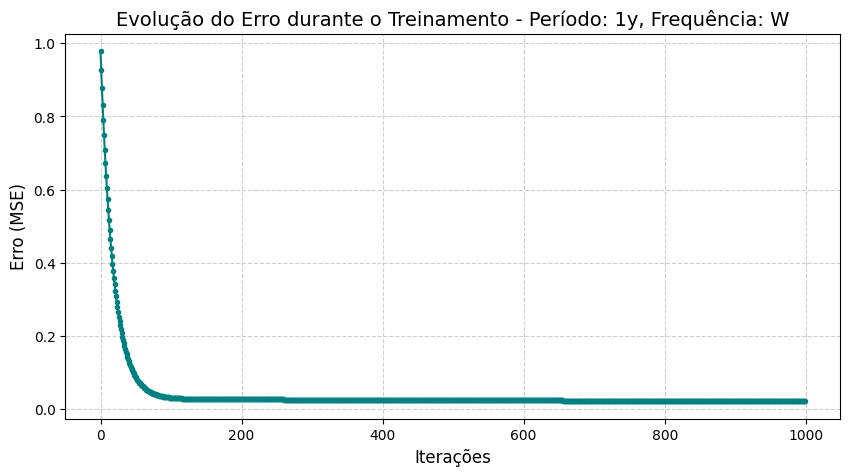 Evolução do Erro durante o Treinamento - Período: 1y, Frequência: W
1.0
0.8
0.6
0.4
0.2
0.0
Erro (MSE)
0 200 400 600 800 1000
Iterações